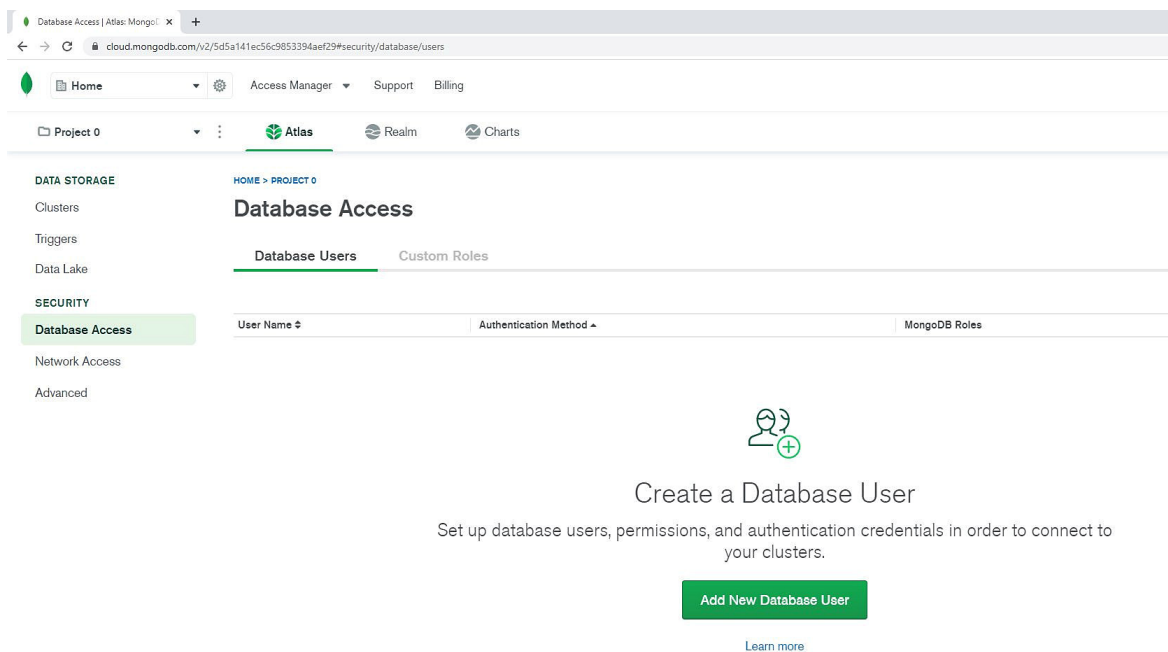 Database Access | Atlas: Mongo
cloud.mongodb.com/v2/5d5a141ec56c9853394aef29#security/database/users
Home
Access Manager
Support
Billing
Project 0
Atlas
Realm
Charts
DATA STORAGE
Clusters
Triggers
Data Lake
SECURITY
Database Access
Network Access
Advanced
HOME > PROJECT 0
Database Access
Database Users
Custom Roles
User Name
Authentication Method
MongoDB Roles
Create a Database User
Set up database users, permissions, and authentication credentials in order to connect to
your clusters.
Add New Database User
Learn more